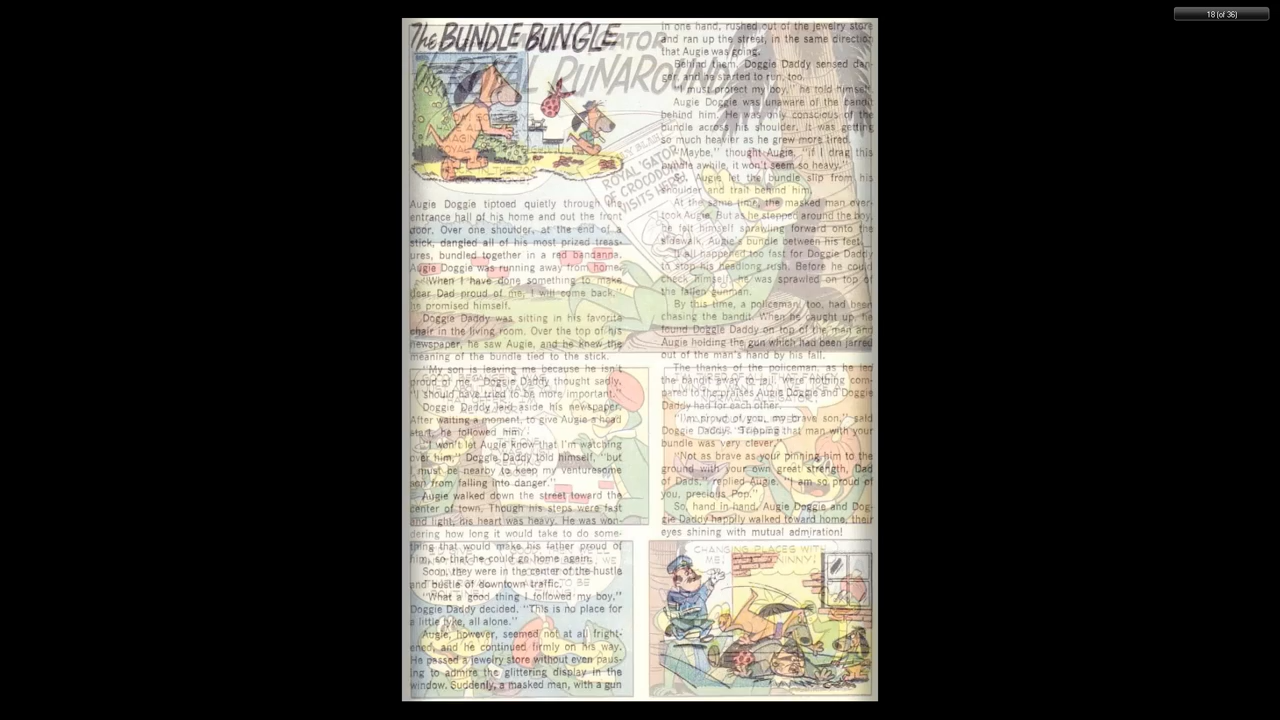 18 (of 36)
The BUNDLE BUNGLE
GATOR
ROYAL RUNAROUND
ROYAL 'GATOR
OF CROCODO
VISITS H
Augie Doggie tiptoed quietly through the
entrance hall of his home and out the front
door. Over one shoulder, at the end of a
stick, dangled all of his most prized treas-
ures, bundled together in a red bandanna.
Augie Doggie was running away from home.
"When I have done something to make
dear Dad proud of me, I will come back,"
he promised himself.
Doggie Daddy was sitting in his favorite
chair in the living room. Over the top of his
newspaper, he saw Augie, and he knew the
meaning of the bundle tied to the stick.
"My son is leaving me because he isn't
proud of me," Doggie Daddy thought sadly.
"I should have tried to be more important."
Doggie Daddy laid aside his newspaper.
After waiting a moment, to give Augie a head
start, he followed him.
"I won't let Augie know that I'm watching
over him," Doggie Daddy told himself, "but
I must be nearby to keep my venturesome
son from falling into danger."
Augie walked down the street toward the
center of town. Though his steps were fast
and light, his heart was heavy. He was won-
dering how long it would take to do some-
thing that would make his father proud of
him, so that he could go home again.
Soon, they were in the center of the hustle
and bustle of downtown traffic.
"What a good thing I followed my boy,"
Doggie Daddy decided. "This is no place for
a little tyke, all alone."
Augie, however, seemed not at all fright-
ened, and he continued firmly on his way.
He passed a jewelry store without even paus-
ing to admire the glittering display in the
window. Suddenly, a masked man, with a gun
in one hand, rushed out of the jewelry store
and ran up the street, in the same direction
that Augie was going.
Behind them, Doggie Daddy sensed dan-
ger, and he started to run, too.
"I must protect my boy," he told himself.
Augie Doggie was unaware of the bandit
behind him. He was only conscious of the
bundle across his shoulder. It was getting
so much heavier as he grew more tired.
"Maybe," thought Augie, "if I drag this
bundle awhile, it won't seem so heavy."
So, Augie let the bundle slip from his
shoulder and trail behind him.
At the same time, the masked man over-
took Augie. But as he stepped around the boy,
he felt himself sprawling forward onto the
sidewalk, Augie's bundle between his feet.
It all happened too fast for Doggie Daddy
to stop his headlong rush. Before he could
check himself, he was sprawled on top of
the fallen gunman.
By this time, a policeman, too, had been
chasing the bandit. When he caught up, he
found Doggie Daddy on top of the man and
Augie holding the gun which had been jarred
out of the man's hand by his fall.
The thanks of the policeman, as he led
the bandit away to jail, were nothing com-
pared to the praises Augie Doggie and Doggie
Daddy had for each other.
"I'm proud of you, my brave son," said
Doggie Daddy. "Tripping that man with your
bundle was very clever."
"Not as brave as your pinning him to the
ground with your own great strength, Dad
of Dads," replied Augie. "I am so proud of
you, precious Pop."
So, hand in hand, Augie Doggie and Dog-
gie Daddy happily walked toward home, their
eyes shining with mutual admiration!
NORMAL ALLIGATOR
CHANGING PLACES WITH
ME,